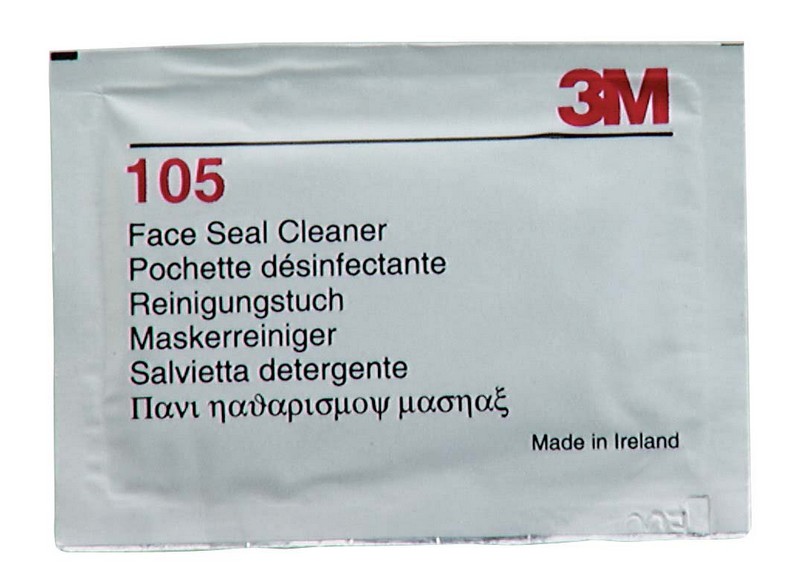 3M
105
Face Seal Cleaner
Pochette désinfectante
Reinigungstuch
Maskerreiniger
Salvietta detergente
Πανι ηαϑαρισμοψ μασηαξ
Made in Ireland